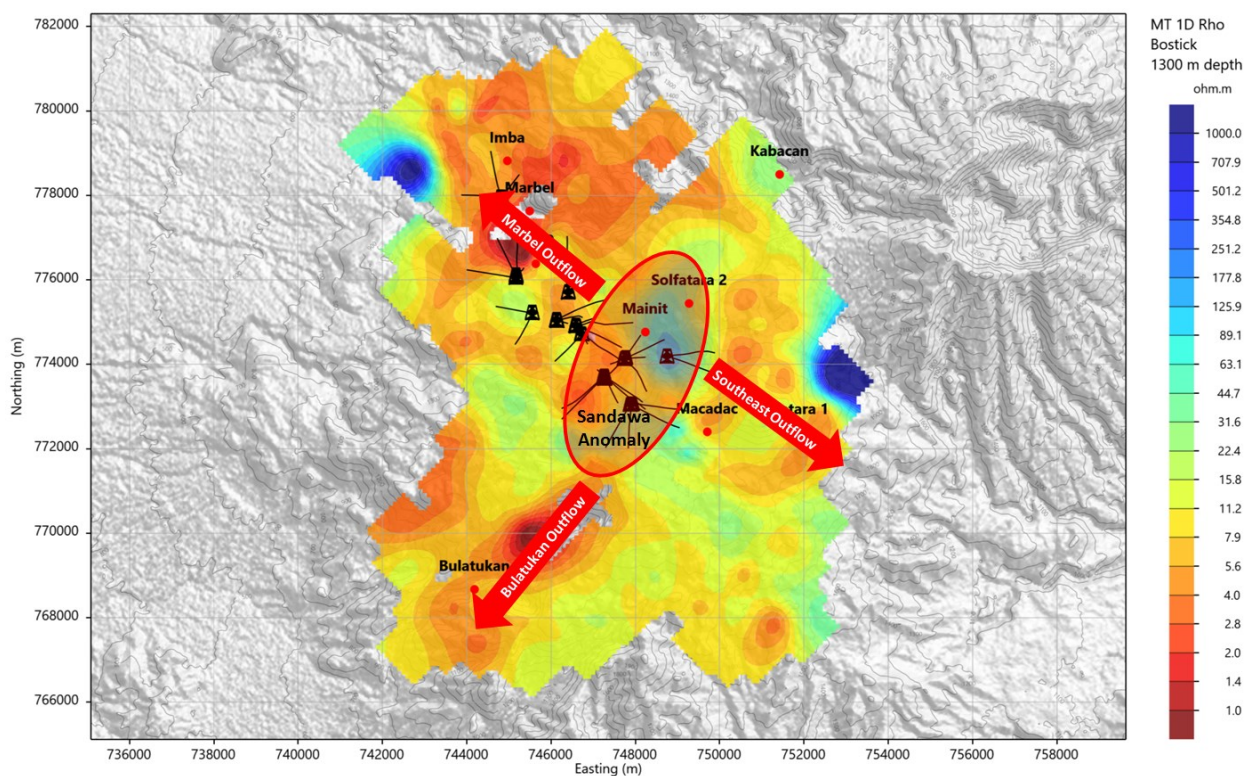 MT 1D Rho
Bostick
1300 m depth
ohm.m
1000.0
707.9
501.2
354.8
251.2
177.8
125.9
89.1
63.1
44.7
31.6
22.4
15.8
11.2
7.9
5.6
4.0
2.8
2.0
1.4
1.0
782000
780000
778000
776000
774000
772000
770000
768000
766000
Northing (m)
Imba
Kabacan
Marbel
Marbel Outflow
Solfatara 2
Mainit
Southeast Outflow
Macadac
tara 1
Sandawa
Anomaly
Bulatukan Outflow
Bulatukan
736000
738000
740000
742000
744000
746000
748000
750000
752000
754000
756000
758000
Easting (m)